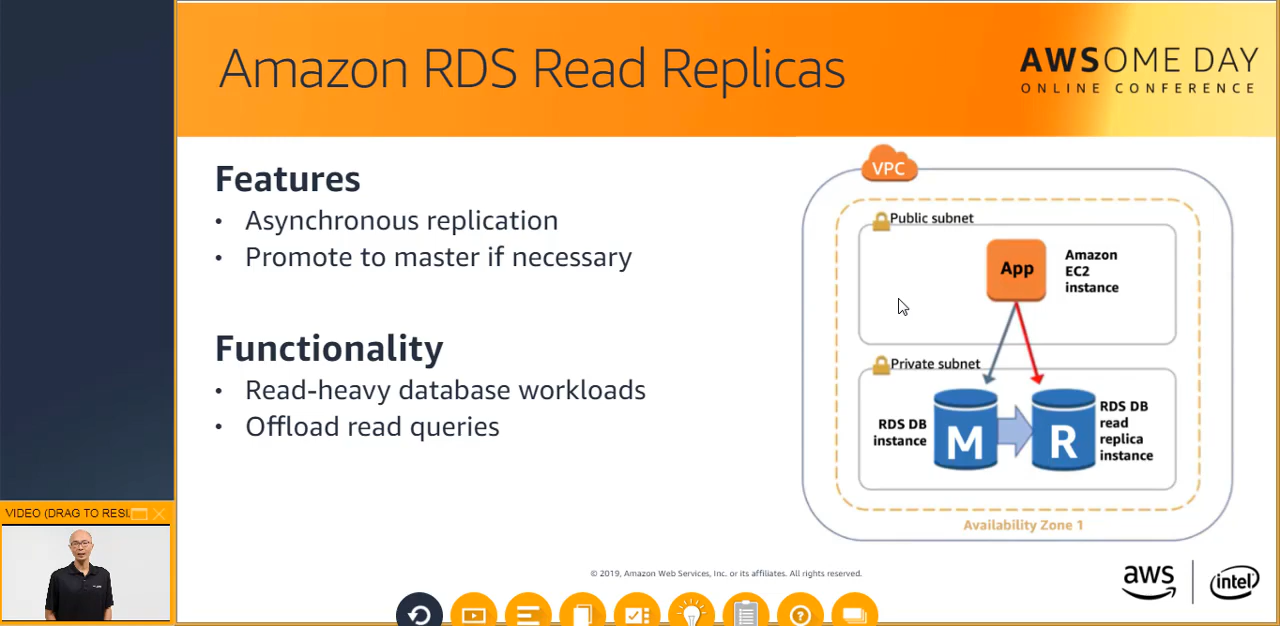 Amazon RDS Read Replicas
AWSOME DAY
ONLINE CONFERENCE
Features
• Asynchronous replication
• Promote to master if necessary
Functionality
• Read-heavy database workloads
• Offload read queries
VPC
Public subnet
App
Amazon
EC2
instance
Private subnet
RDS DB
instance
M
R
RDS DB
read
replica
instance
Availability Zone 1
VIDEO (DRAG TO RESI
© 2019, Amazon Web Services, Inc. or its affiliates. All rights reserved.
aws
intel